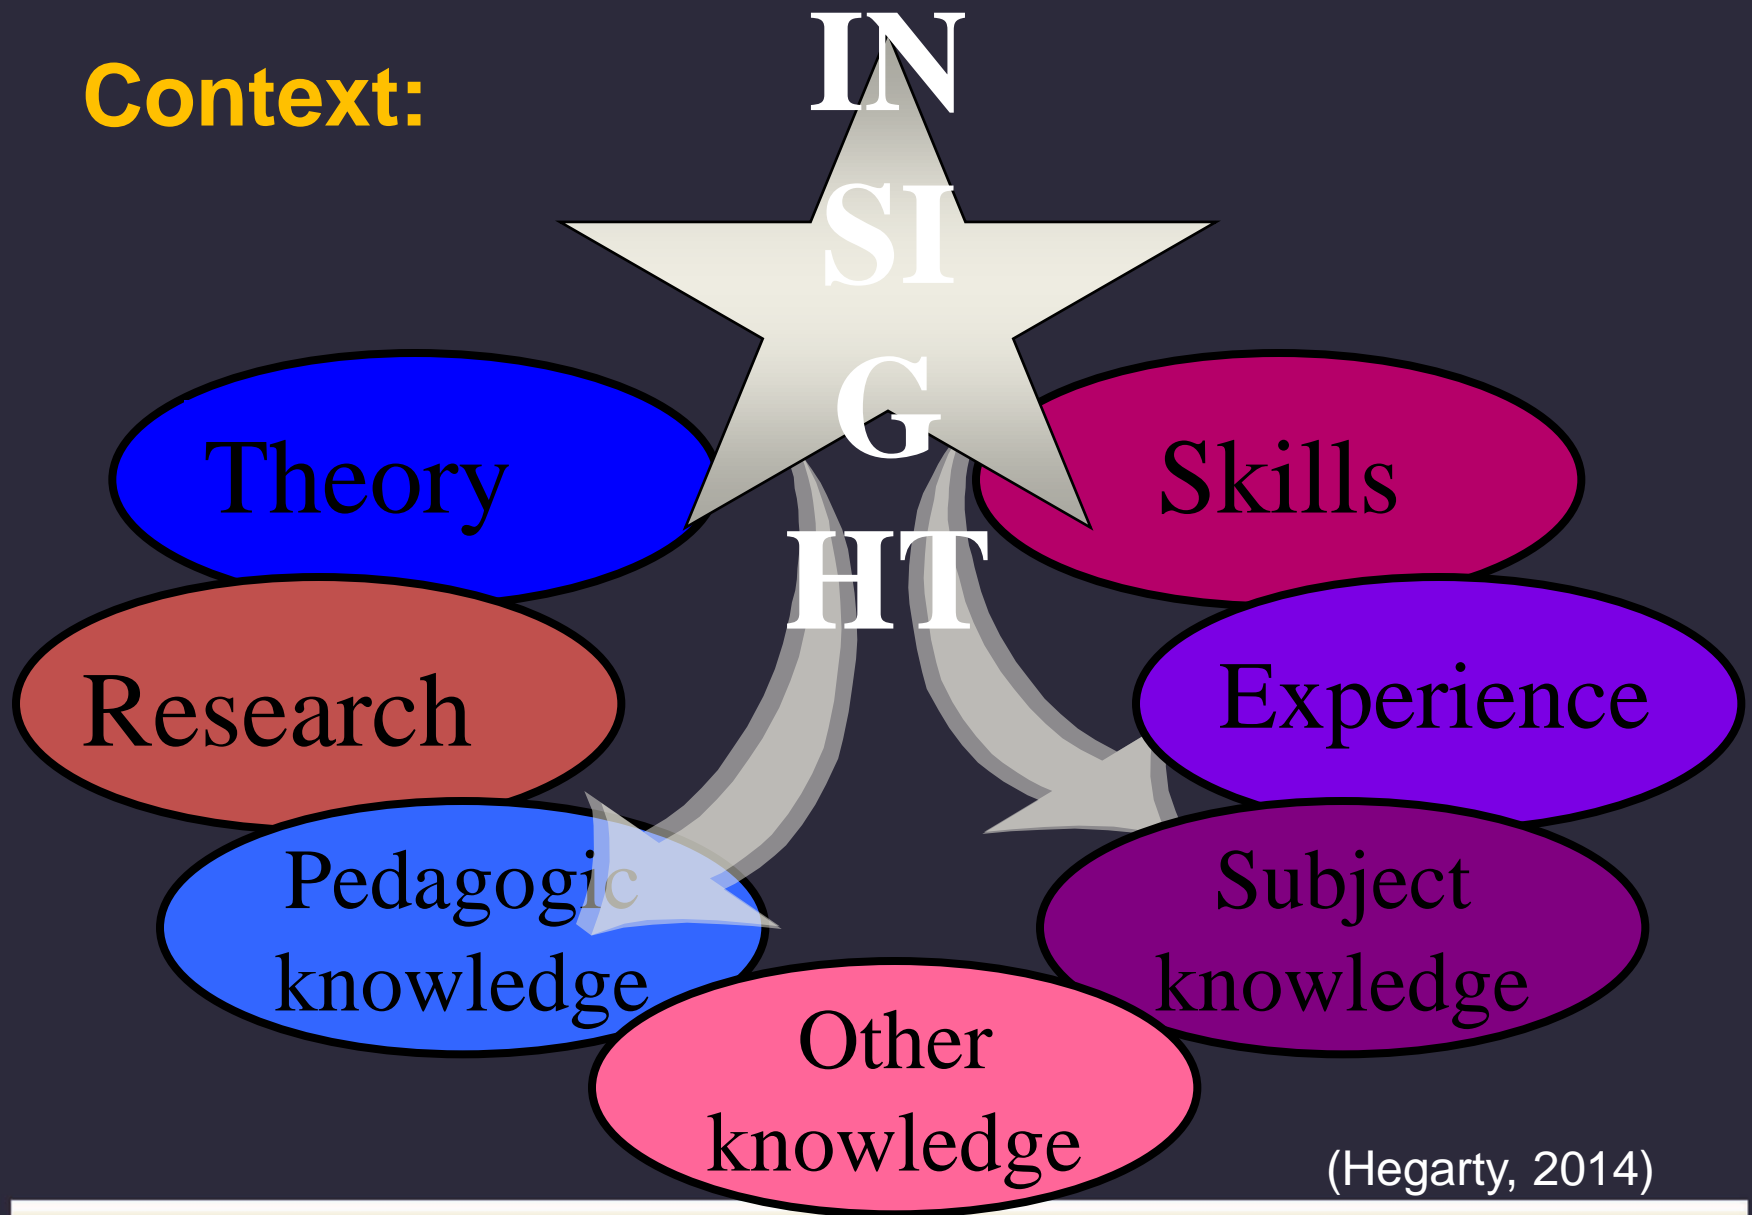 Context:
IN
SI
G
HT
Theory
Skills
Research
Experience
Pedagogic
knowledge
Subject
knowledge
Other
knowledge
(Hegarty, 2014)